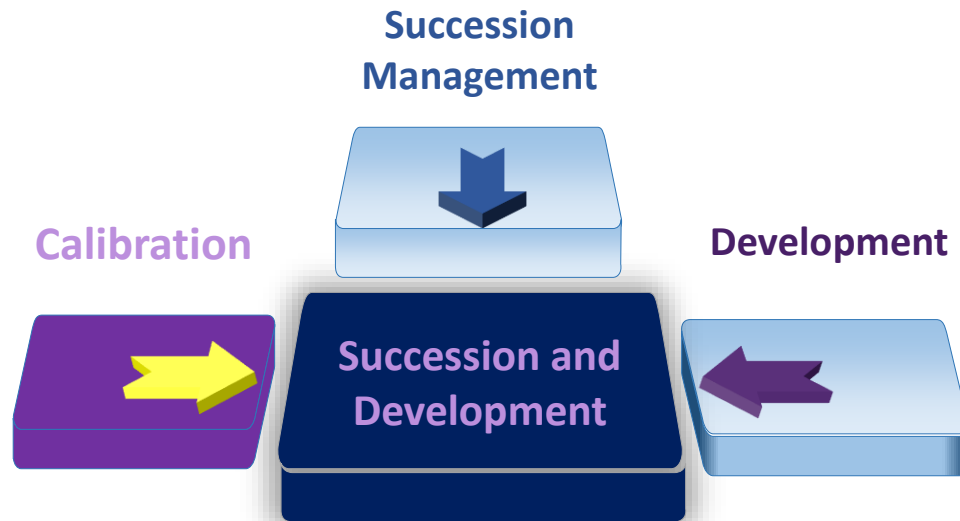 Succession
Management
Calibration
Development
Succession and
Development